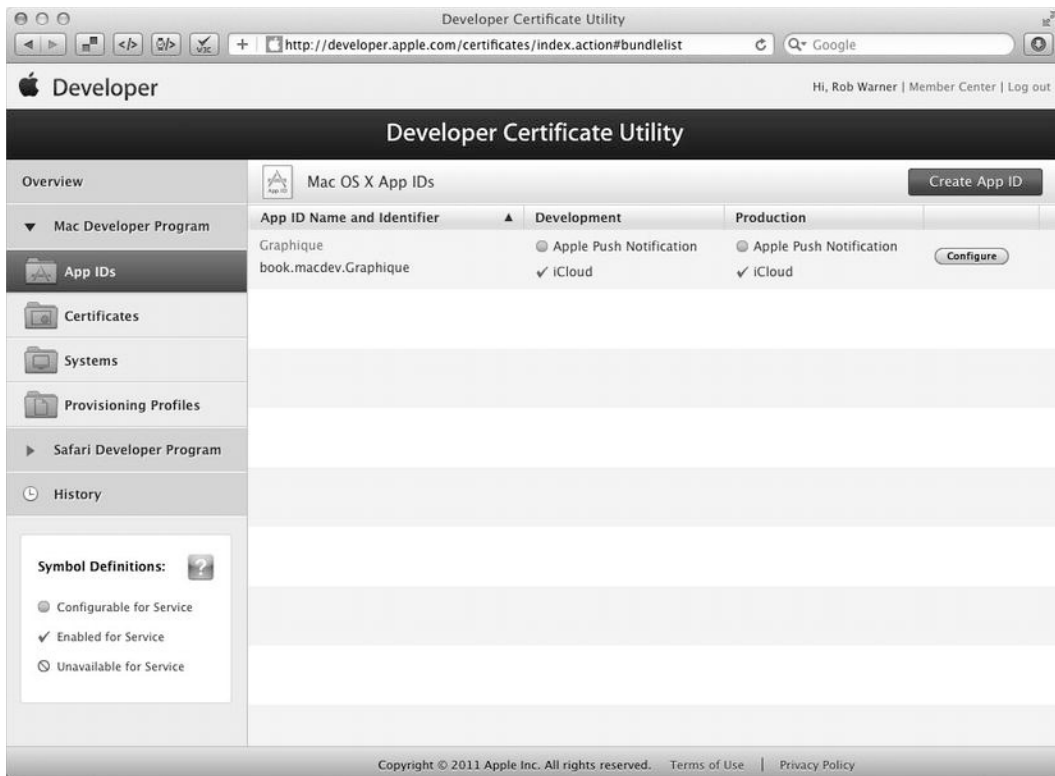 Developer Certificate Utility
http://developer.apple.com/certificates/index.action#bundlelist
Google
Developer
Hi, Rob Warner | Member Center | Log out
Developer Certificate Utility
Overview
Mac Developer Program
App IDs
Certificates
Systems
Provisioning Profiles
Safari Developer Program
History
Symbol Definitions:
?
Configurable for Service
Enabled for Service
Unavailable for Service
Mac OS X App IDs
Create App ID
App ID Name and Identifier Development Production
Graphique Apple Push Notification Apple Push Notification
book.macdev.Graphique iCloud iCloud
Configure
Copyright © 2011 Apple Inc. All rights reserved. Terms of Use | Privacy Policy